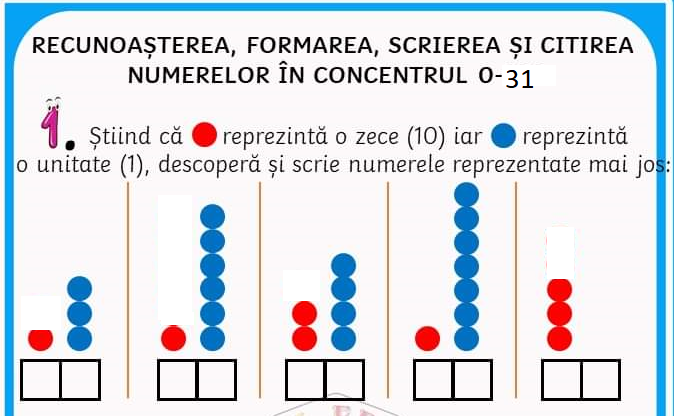 RECUNOAȘTEREA, FORMAREA, SCRIEREA ȘI CITIREA
NUMERELOR ÎN CONCENTRUL 0-31
1. Știind că reprezintă o zece (10) iar reprezintă
o unitate (1), descoperă și scrie numerele reprezentate mai jos: